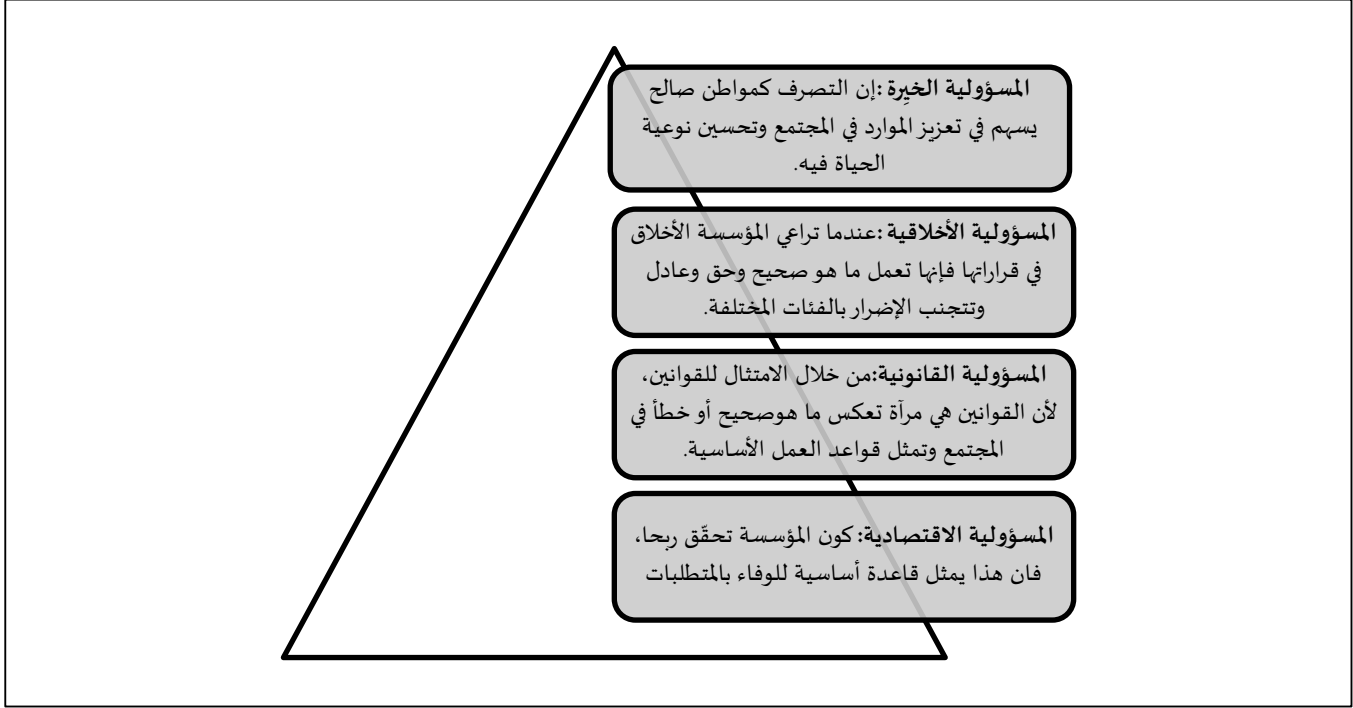 المسؤولية الخيِرة :إن التصرف كمواطن صالح
يسهم في تعزيز الموارد في المجتمع وتحسين نوعية
الحياة فيه.
المسؤولية الأخلاقية :عندما تراعي المؤسسة الأخلاق
في قراراتها فإنها تعمل ما هو صحيح وحق وعادل
وتتجنب الإضرار بالفئات المختلفة.
المسؤولية القانونية:من خلال الامتثال للقوانين،
لأن القوانين هي مرآة تعكس ما هوصحيح أو خطأ في
المجتمع وتمثل قواعد العمل الأساسية.
المسؤولية الاقتصادية: كون المؤسسة تحقّق ربحا،
فان هذا يمثل قاعدة أساسية للوفاء بالمتطلبات